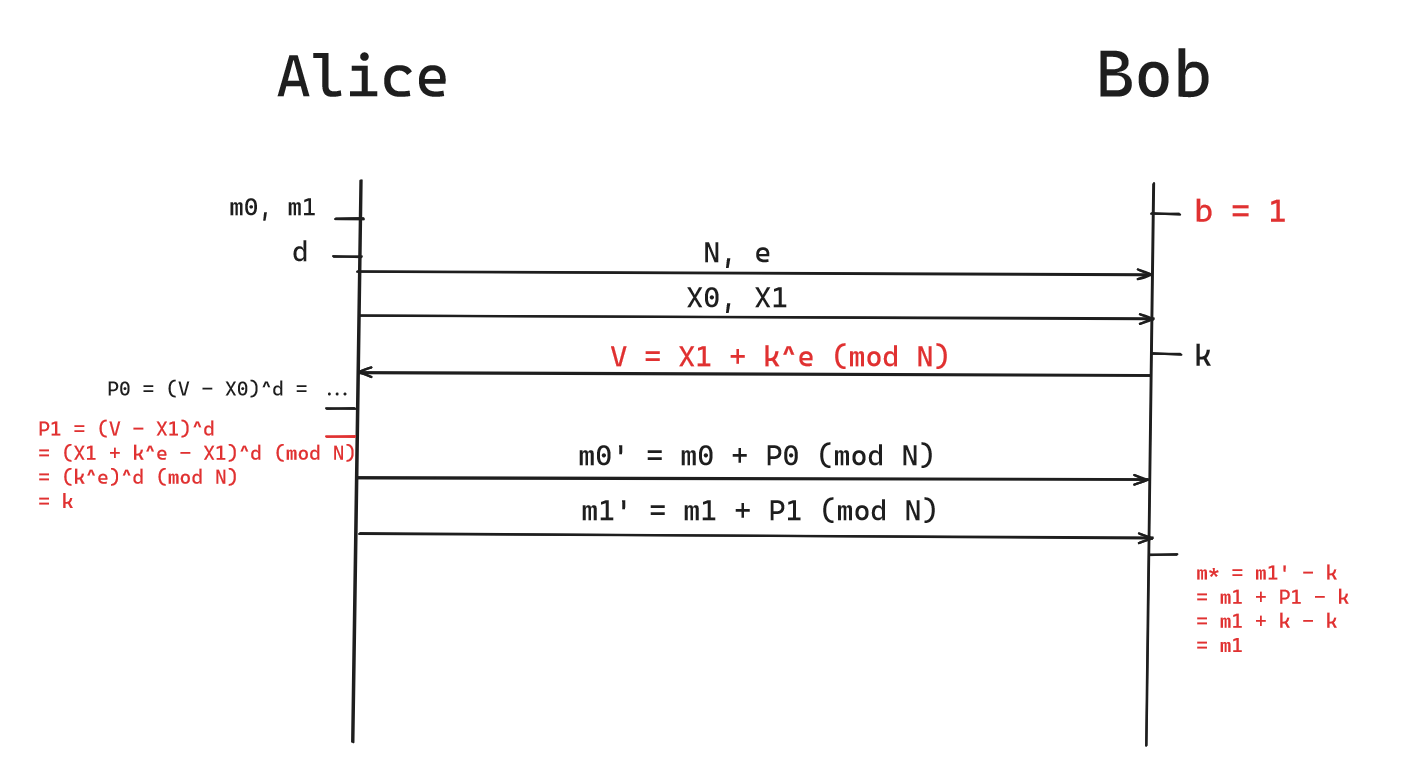 Alice
Bob
m0, m1
b = 1
d
N, e
X0, X1
V = X1 + k^e (mod N)
k
P0 = (V - X0)^d = ...
P1 = (V - X1)^d
= (X1 + k^e - X1)^d (mod N)
= (k^e)^d (mod N)
= k
m0' = m0 + P0 (mod N)
m1' = m1 + P1 (mod N)
m* = m1' - k
= m1 + P1 - k
= m1 + k - k
= m1